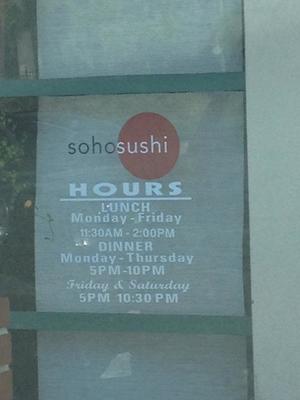 sohosushi
HOURS
LUNCH
Monday - Friday
11:30AM - 2:00PM
DINNER
Monday - Thursday
5PM-10PM
Friday & Saturday
5PM 10:30 PM